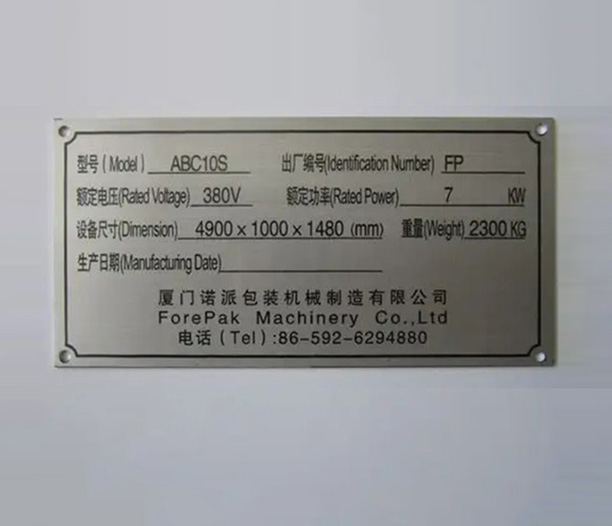 型号(Model) ABC10S 出厂编号(Identification Number) FP
额定电压(Rated Voltage) 380V 额定功率(Rated Power) 7 KW
设备尺寸(Dimension) 4900×1000×1480 (mm) 重量(Weight) 2300 KG
生产日期(Manufacturing Date)
厦门诺派包装机械制造有限公司
ForePak Machinery Co.,Ltd
电话(Tel):86-592-6294880